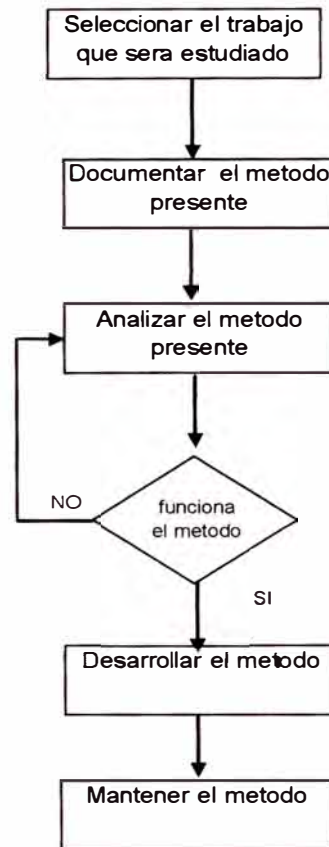 Seleccionar el trabajo
que sera estudiado
Documentar el metodo
presente
Analizar el metodo
presente
funciona
el metodo
NO
SI
Desarrollar el metodo
Mantener el metodo